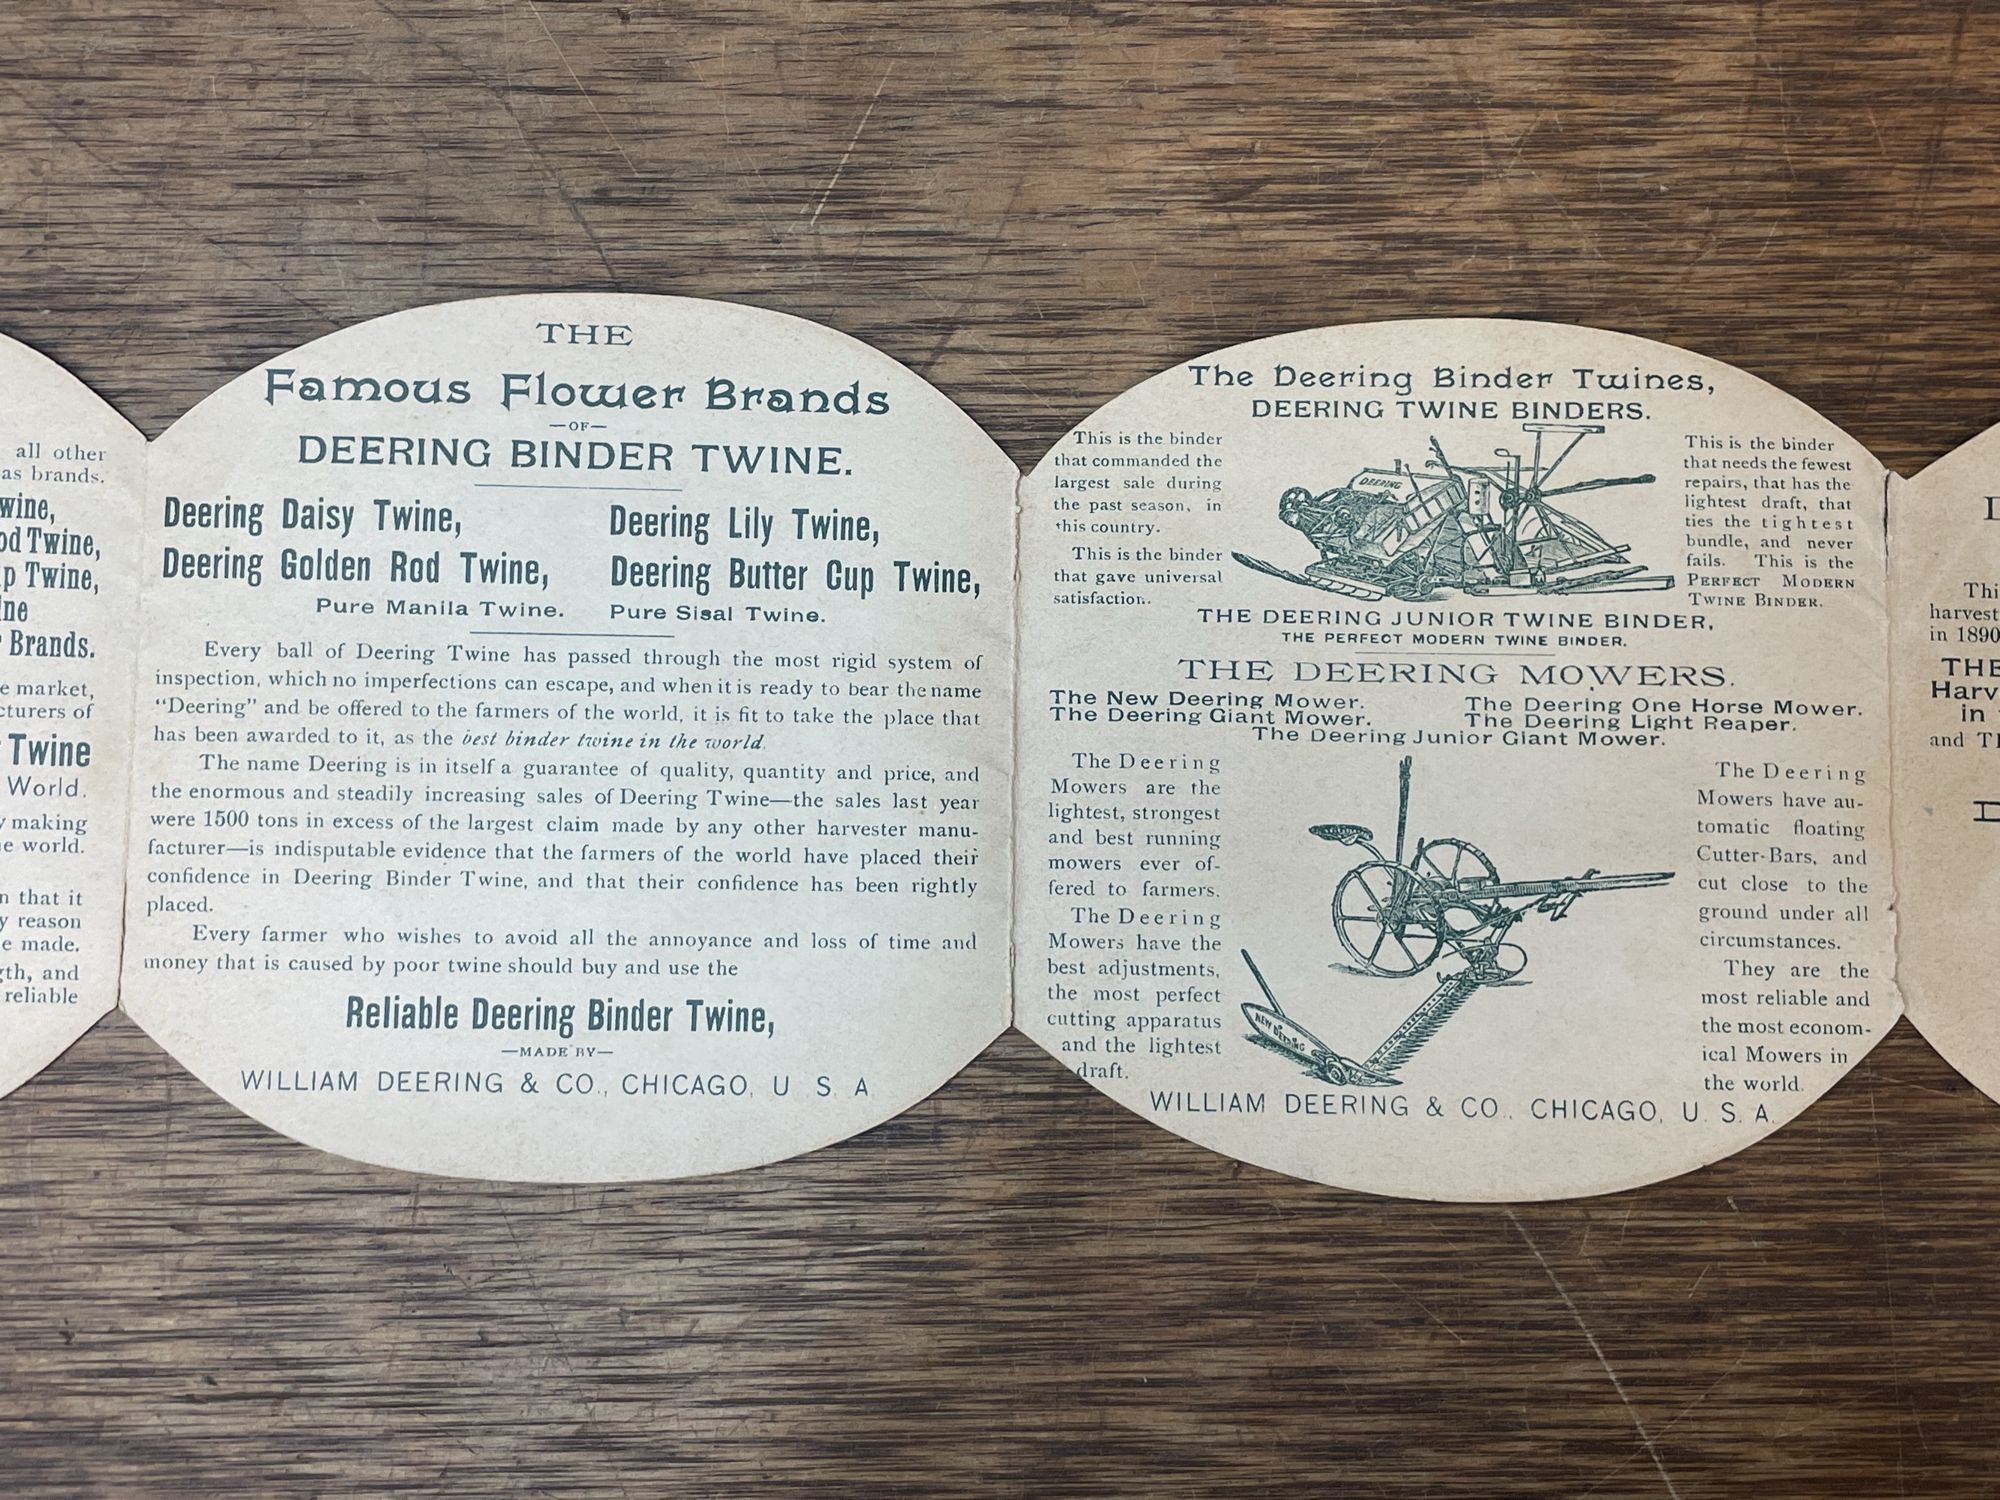 all other
as brands.
wine,
od Twine,
p Twine,
ine
Brands.
e market,
cturers of
Twine
World.
y making
e world.
n that it
y reason
e made.
gth, and
reliable
THE
Famous Flower Brands
—OF—
DEERING BINDER TWINE.
Deering Daisy Twine, Deering Lily Twine,
Deering Golden Rod Twine, Deering Butter Cup Twine,
Pure Manila Twine. Pure Sisal Twine.
Every ball of Deering Twine has passed through the most rigid system of
inspection, which no imperfections can escape, and when it is ready to bear the name
“Deering” and be offered to the farmers of the world, it is fit to take the place that
has been awarded to it, as the best binder twine in the world.
The name Deering is in itself a guarantee of quality, quantity and price, and
the enormous and steadily increasing sales of Deering Twine—the sales last year
were 1500 tons in excess of the largest claim made by any other harvester manu-
facturer—is indisputable evidence that the farmers of the world have placed their
confidence in Deering Binder Twine, and that their confidence has been rightly
placed.
Every farmer who wishes to avoid all the annoyance and loss of time and
money that is caused by poor twine should buy and use the
Reliable Deering Binder Twine,
—MADE BY—
WILLIAM DEERING & CO., CHICAGO, U S A
The Deering Binder Twines,
DEERING TWINE BINDERS.
This is the binder
that commanded the
largest sale during
the past season, in
this country.
This is the binder
that gave universal
satisfaction.
DEERING
This is the binder
that needs the fewest
repairs, that has the
lightest draft, that
ties the tightest
bundle, and never
fails. This is the
PERFECT MODERN
TWINE BINDER.
THE DEERING JUNIOR TWINE BINDER,
THE PERFECT MODERN TWINE BINDER.
THE DEERING MOWERS.
The New Deering Mower. The Deering One Horse Mower.
The Deering Giant Mower. The Deering Light Reaper.
The Deering Junior Giant Mower.
The Deering
Mowers are the
lightest, strongest
and best running
mowers ever of-
fered to farmers.
The Deering
Mowers have the
best adjustments,
the most perfect
cutting apparatus
and the lightest
draft.
NEW DEERING
The Deering
Mowers have au-
tomatic floating
Cutter-Bars, and
cut close to the
ground under all
circumstances.
They are the
most reliable and
the most econom-
ical Mowers in
the world.
WILLIAM DEERING & CO., CHICAGO, U. S. A.
Thi
harvest
in 1890
THE
Harv
in
and T